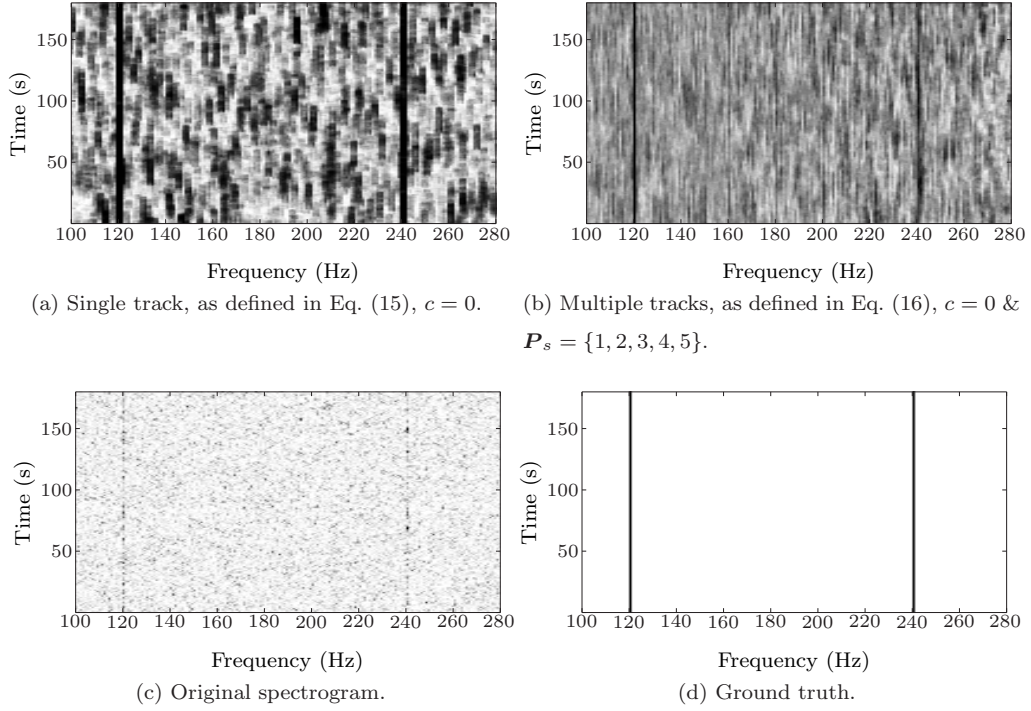 150
100
50
Time (s)
100 120 140 160 180 200 220 240 260 280
Frequency (Hz)
(a) Single track, as defined in Eq. (15), c = 0.
150
100
50
Time (s)
100 120 140 160 180 200 220 240 260 280
Frequency (Hz)
(b) Multiple tracks, as defined in Eq. (16), c = 0 &
P_s = {1, 2, 3, 4, 5}.
150
100
50
Time (s)
100 120 140 160 180 200 220 240 260 280
Frequency (Hz)
(c) Original spectrogram.
150
100
50
Time (s)
100 120 140 160 180 200 220 240 260 280
Frequency (Hz)
(d) Ground truth.